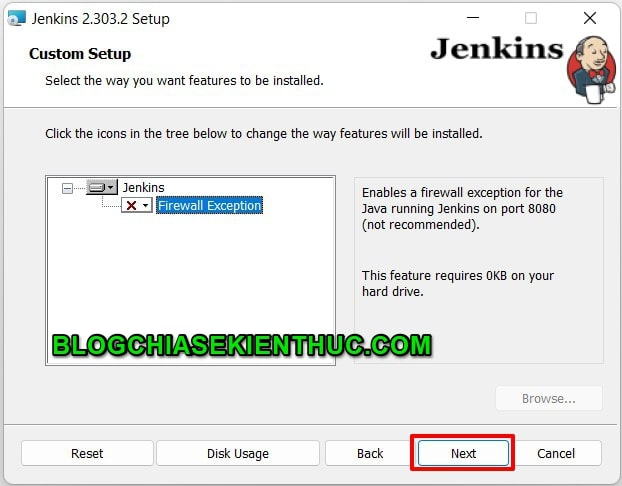 Jenkins 2.303.2 Setup
Custom Setup
Select the way you want features to be installed.
Jenkins
Click the icons in the tree below to change the way features will be installed.
Jenkins
Firewall Exception
Enables a firewall exception for the
Java running Jenkins on port 8080
(not recommended).
This feature requires 0KB on your
hard drive.
BLOGCHIASEKIENTHUC.COM
Browse...
Reset
Disk Usage
Back
Next
Cancel